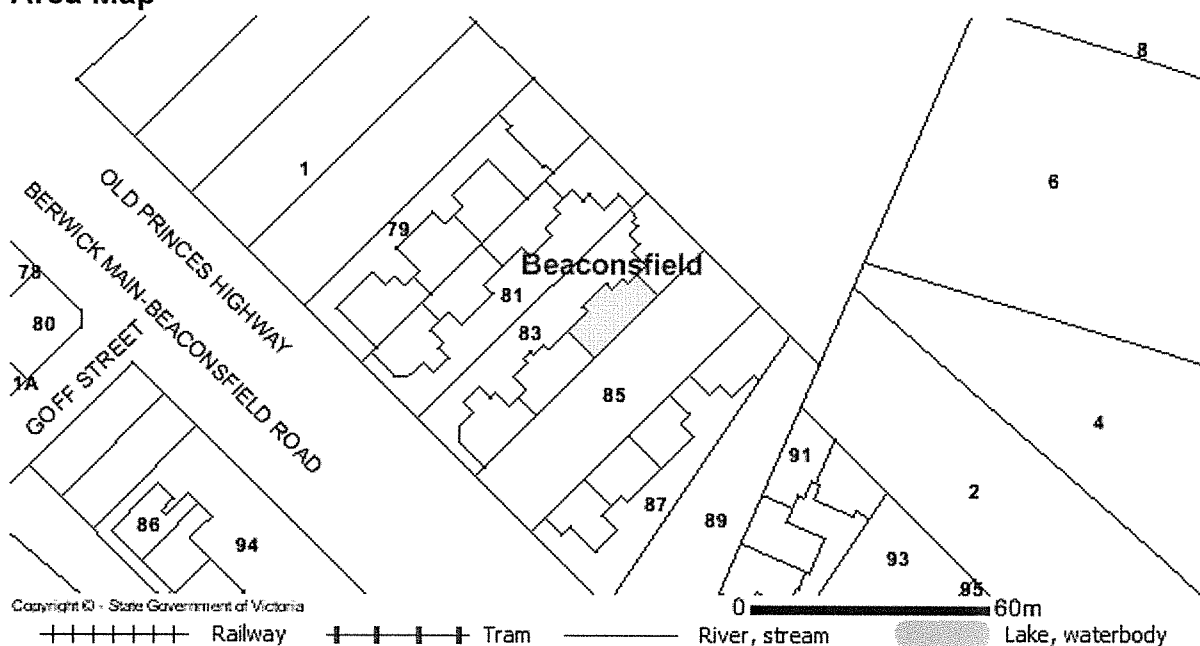 Area Map
8
6
1
OLD PRINCES HIGHWAY
BERWICK MAIN-BEACONSFIELD ROAD
79
Beaconsfield
78
81
80
83
1A
GOFF STREET
85
4
91
2
87
89
86
94
93
95
Copyright © - State Government of Victoria
0 60m
Railway Tram River, stream Lake, waterbody